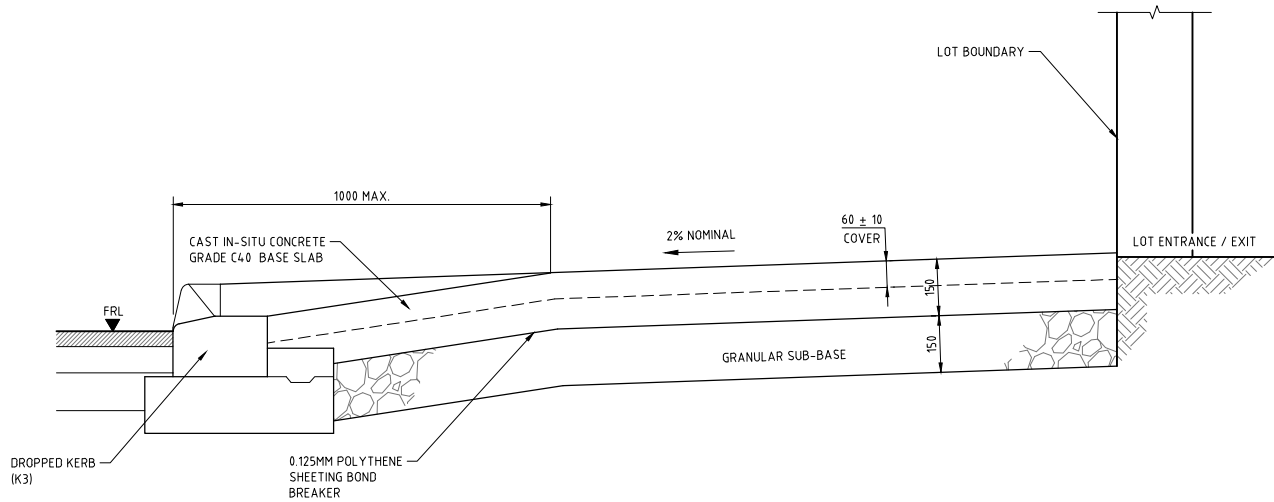 LOT BOUNDARY
1000 MAX.
60 ± 10
COVER
2% NOMINAL
CAST IN-SITU CONCRETE
GRADE C40 BASE SLAB
LOT ENTRANCE / EXIT
150
FRL
150
GRANULAR SUB-BASE
DROPPED KERB
(K3)
0.125MM POLYTHENE
SHEETING BOND
BREAKER